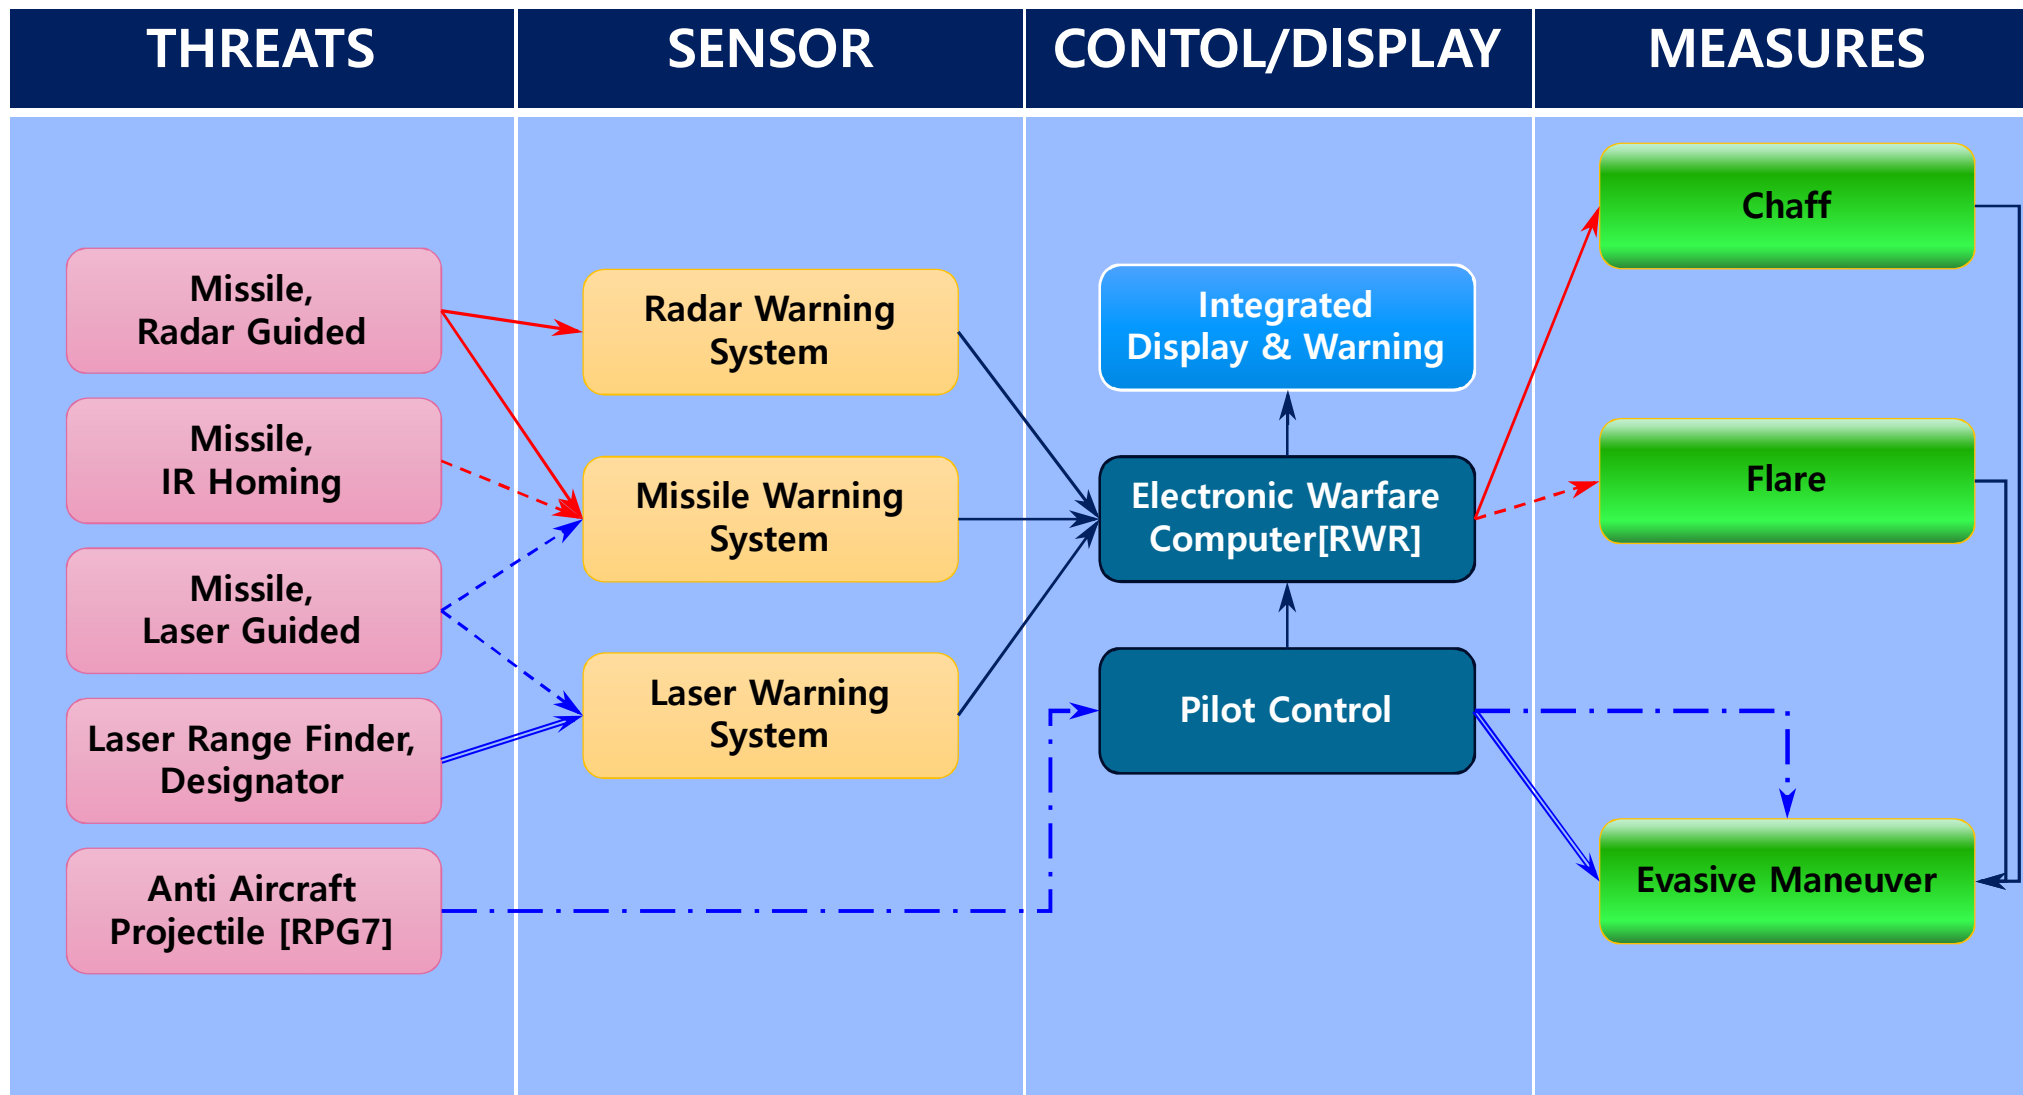 THREATS
SENSOR
CONTOL/DISPLAY
MEASURES
Missile,
Radar Guided
Missile,
IR Homing
Missile,
Laser Guided
Laser Range Finder,
Designator
Anti Aircraft
Projectile [RPG7]
Radar Warning
System
Missile Warning
System
Laser Warning
System
Integrated
Display & Warning
Electronic Warfare
Computer[RWR]
Pilot Control
Chaff
Flare
Evasive Maneuver